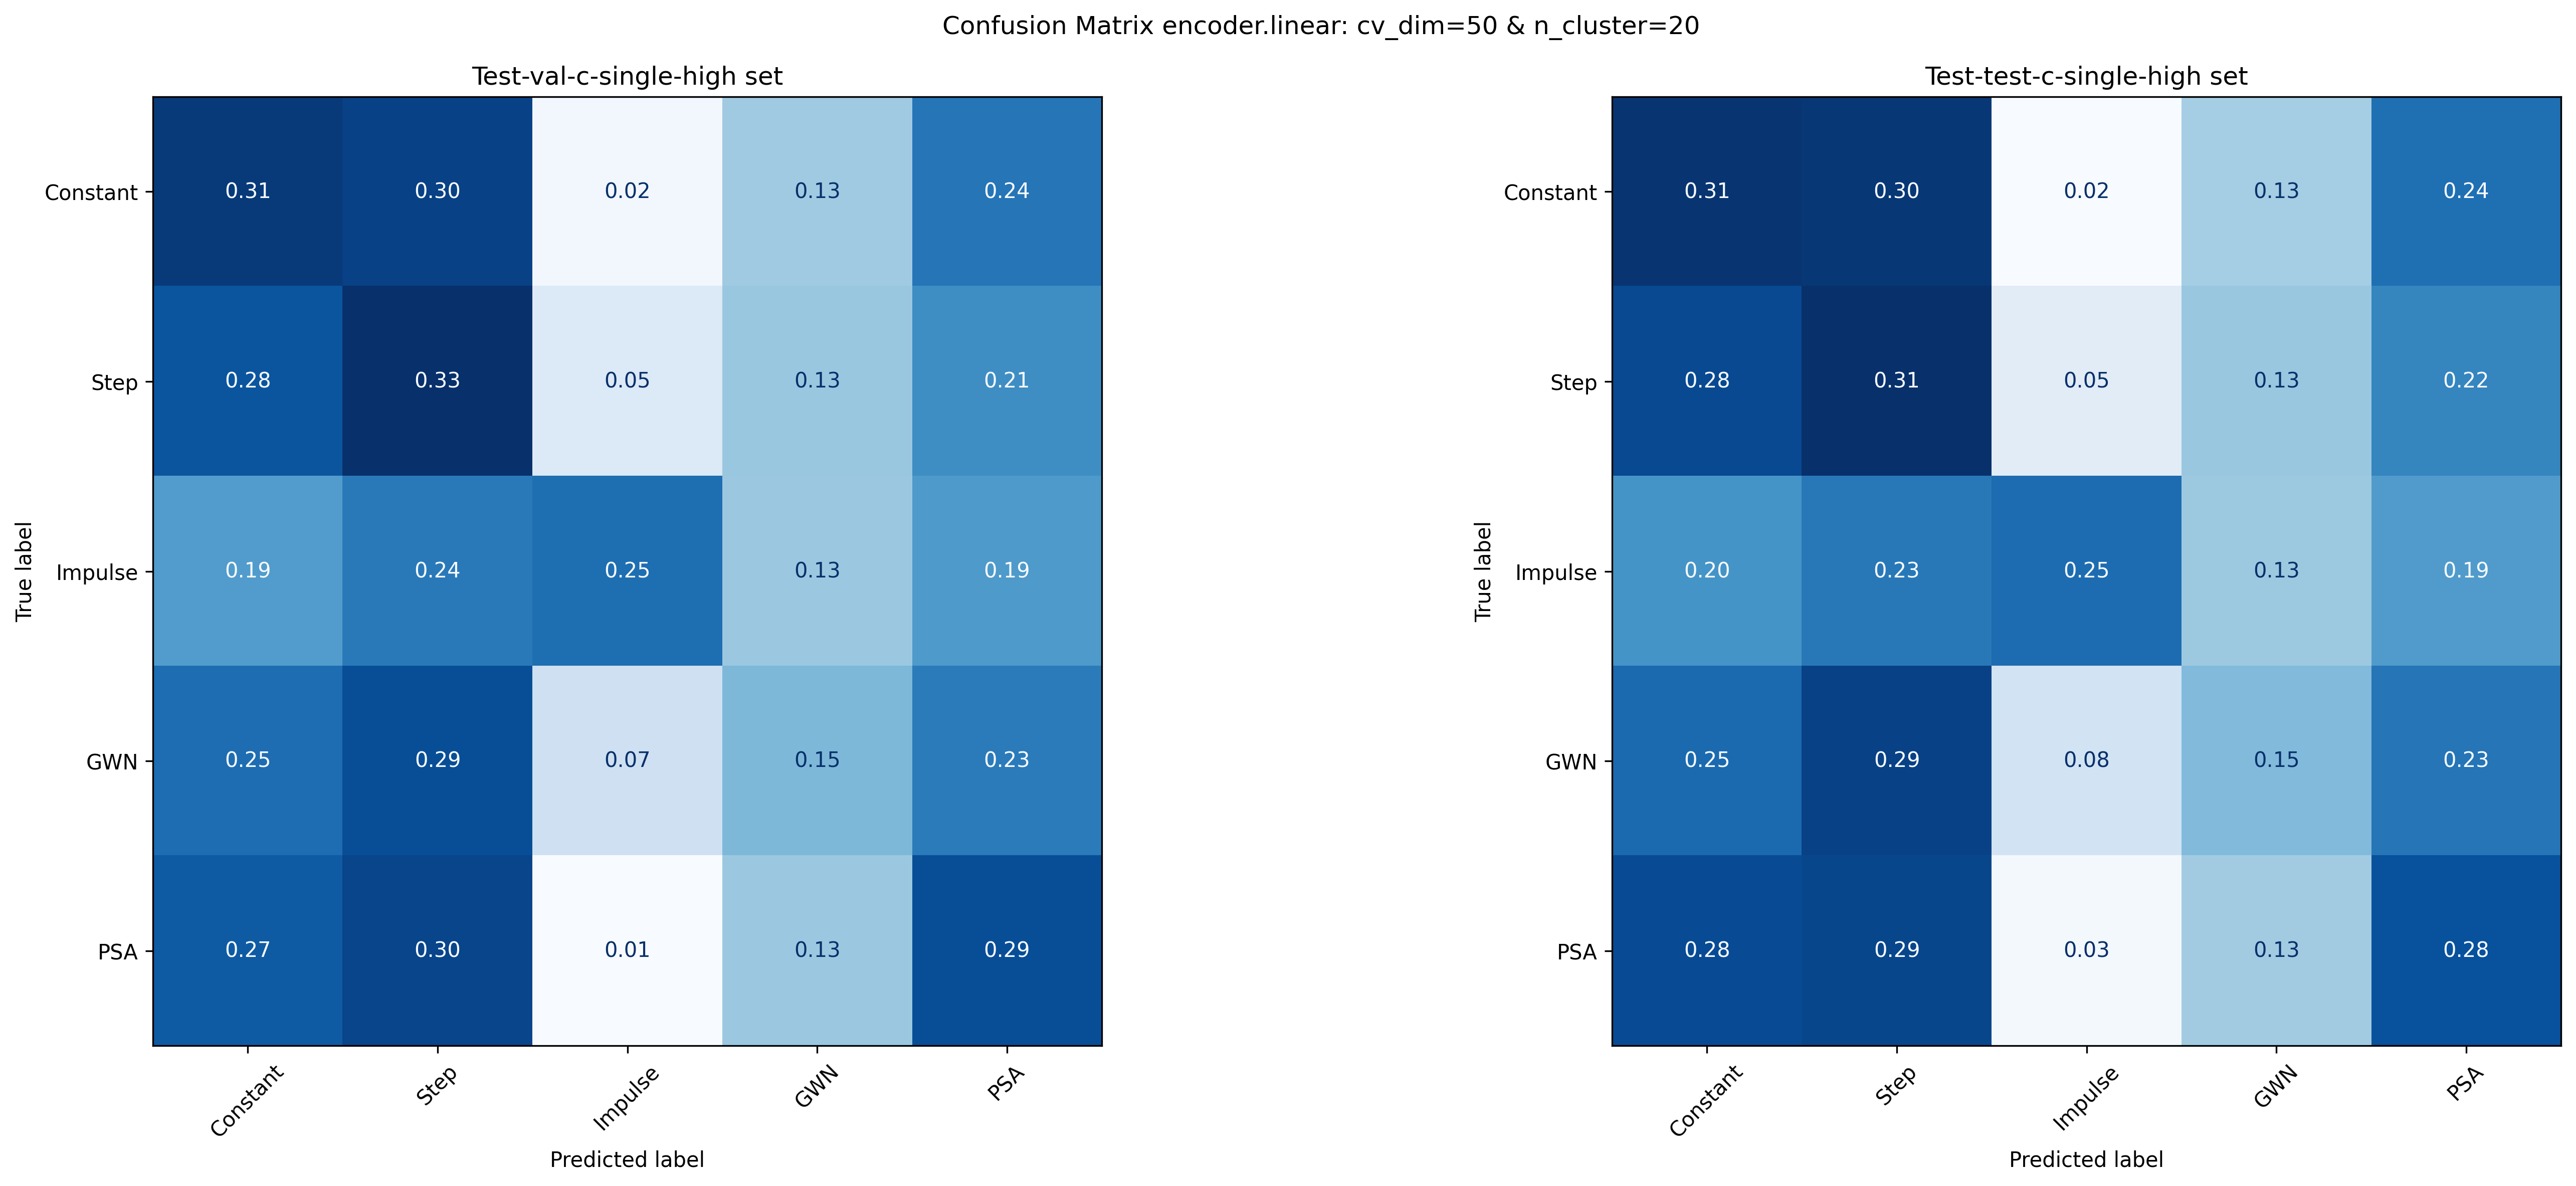 Confusion Matrix encoder.linear: cv_dim=50 & n_cluster=20
Test-val-c-single-high set
True label
Constant 0.31 0.30 0.02 0.13 0.24
Step 0.28 0.33 0.05 0.13 0.21
Impulse 0.19 0.24 0.25 0.13 0.19
GWN 0.25 0.29 0.07 0.15 0.23
PSA 0.27 0.30 0.01 0.13 0.29
Constant Step Impulse GWN PSA
Predicted label
Test-test-c-single-high set
True label
Constant 0.31 0.30 0.02 0.13 0.24
Step 0.28 0.31 0.05 0.13 0.22
Impulse 0.20 0.23 0.25 0.13 0.19
GWN 0.25 0.29 0.08 0.15 0.23
PSA 0.28 0.29 0.03 0.13 0.28
Constant Step Impulse GWN PSA
Predicted label